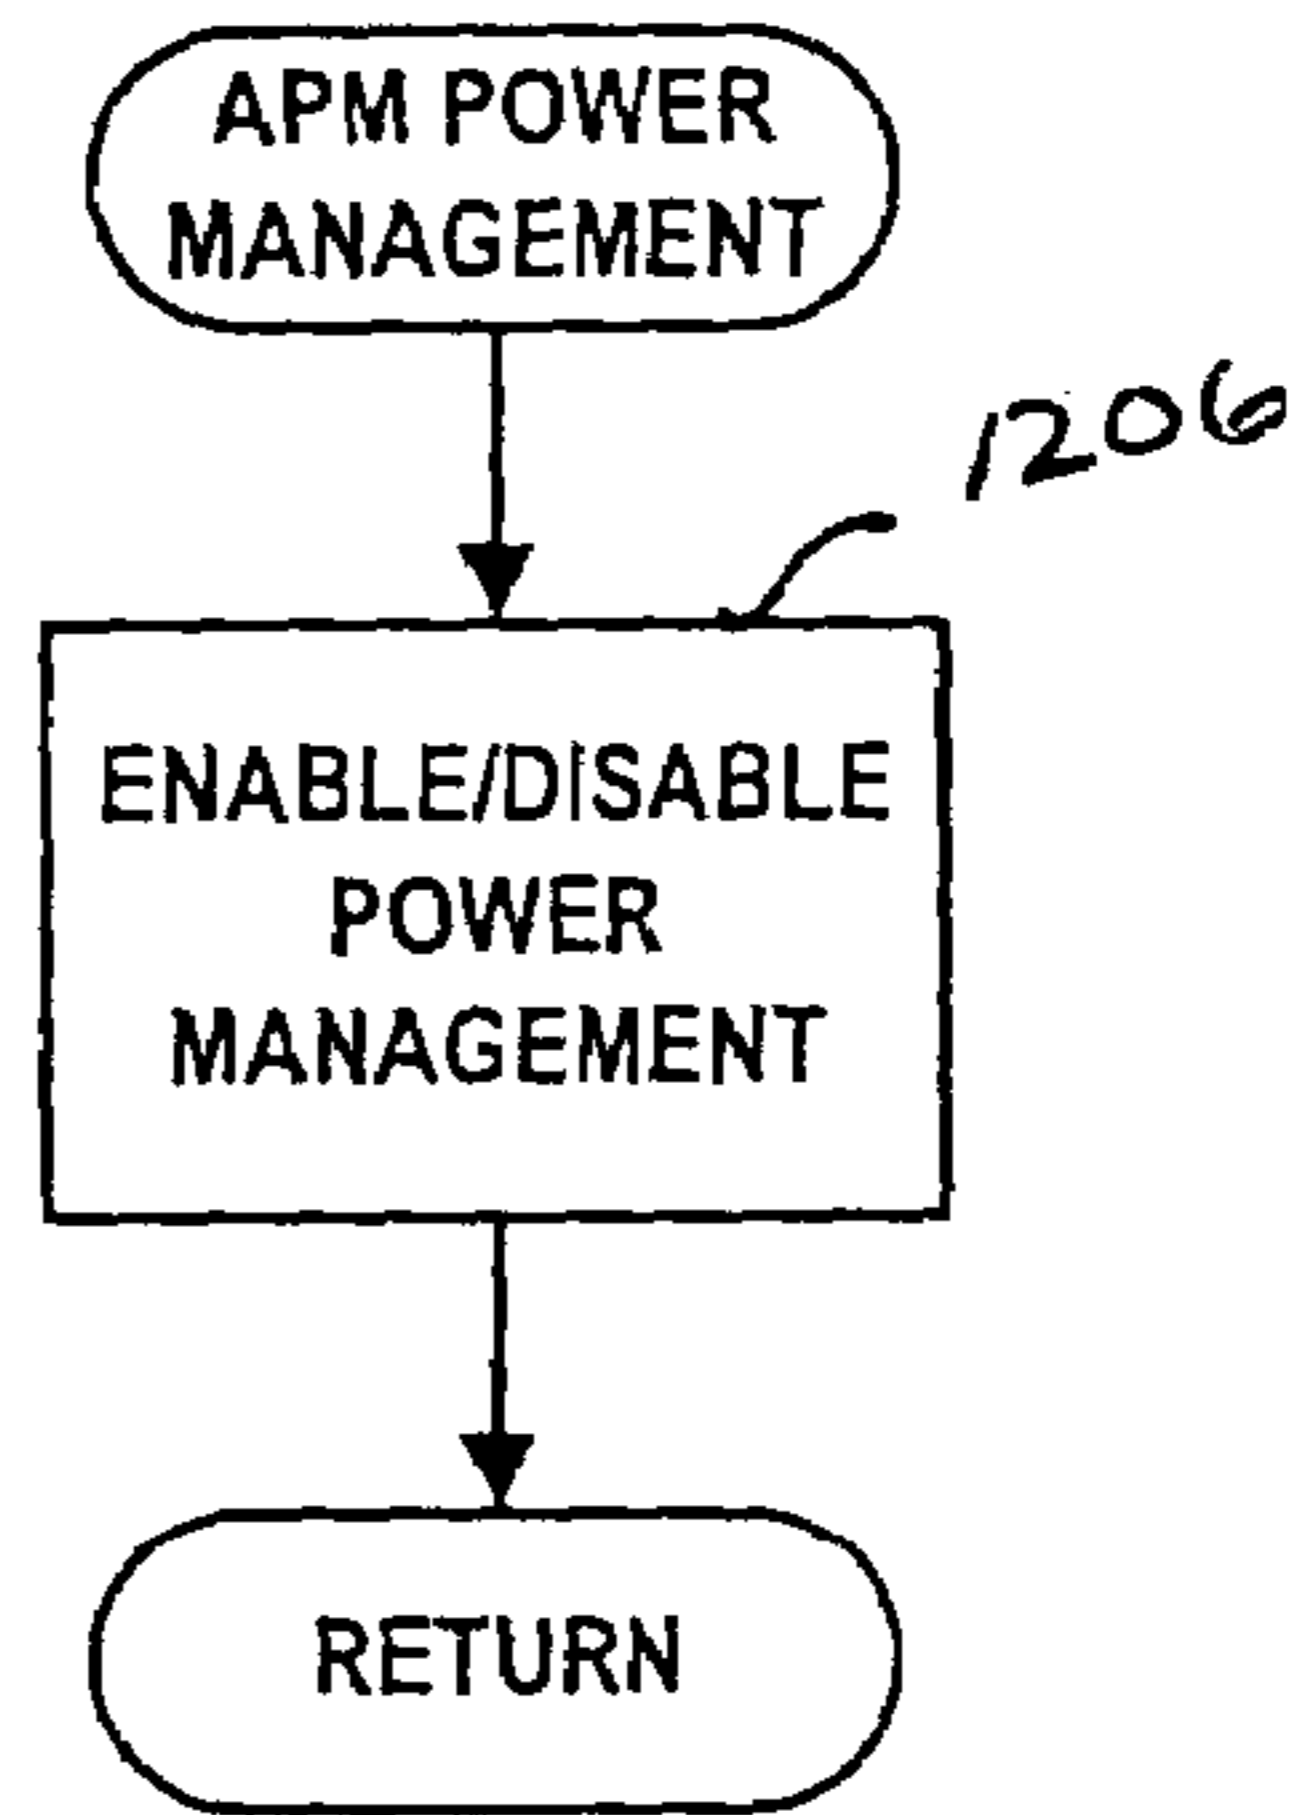 APM POWER
MANAGEMENT
1206
ENABLE/DISABLE
POWER
MANAGEMENT
RETURN